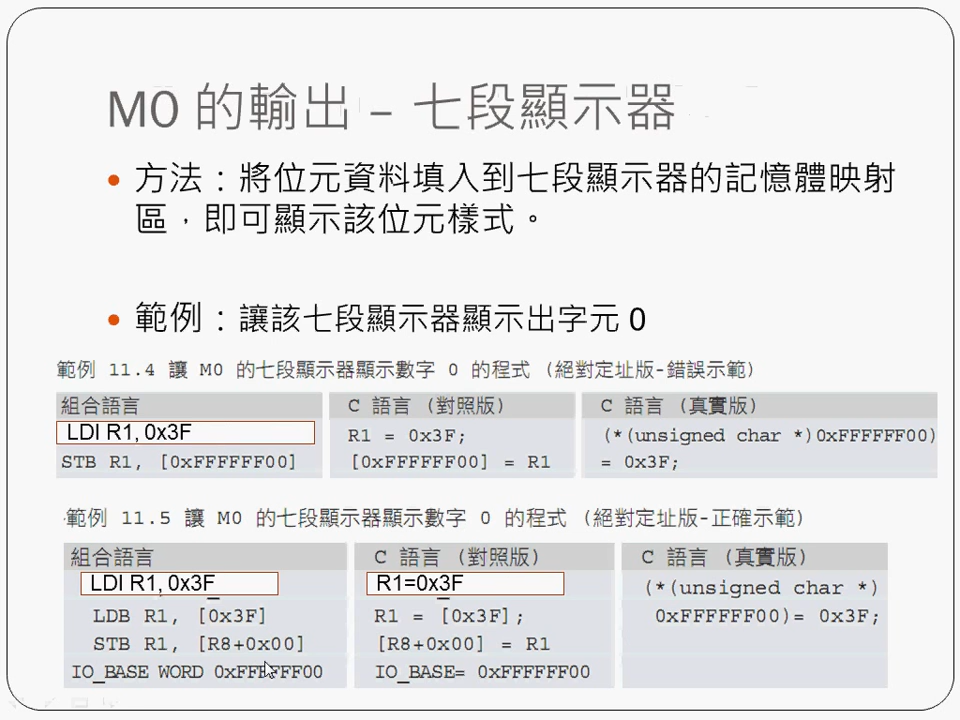 M0 的輸出 – 七段顯示器
方法：將位元資料填入到七段顯示器的記憶體映射
區，即可顯示該位元樣式。
範例：讓該七段顯示器顯示出字元 0
範例 11.4 讓 M0 的七段顯示器顯示數字 0 的程式 (絕對定址版-錯誤示範)
組合語言
LDI R1, 0x3F
STB R1, [0xFFFFFF00]
C 語言 (對照版)
R1 = 0x3F;
[0xFFFFFF00] = R1
C 語言 (真實版)
(*(unsigned char *)0xFFFFFF00)
= 0x3F;
範例 11.5 讓 M0 的七段顯示器顯示數字 0 的程式 (絕對定址版-正確示範)
組合語言
LDI R1, 0x3F
LDB R1, [0x3F]
STB R1, [R8+0x00]
IO_BASE WORD 0xFFFFFF00
C 語言 (對照版)
R1=0x3F
R1 = [0x3F];
[R8+0x00] = R1
IO_BASE= 0xFFFFFF00
C 語言 (真實版)
(*(unsigned char *)
0xFFFFFF00)= 0x3F;